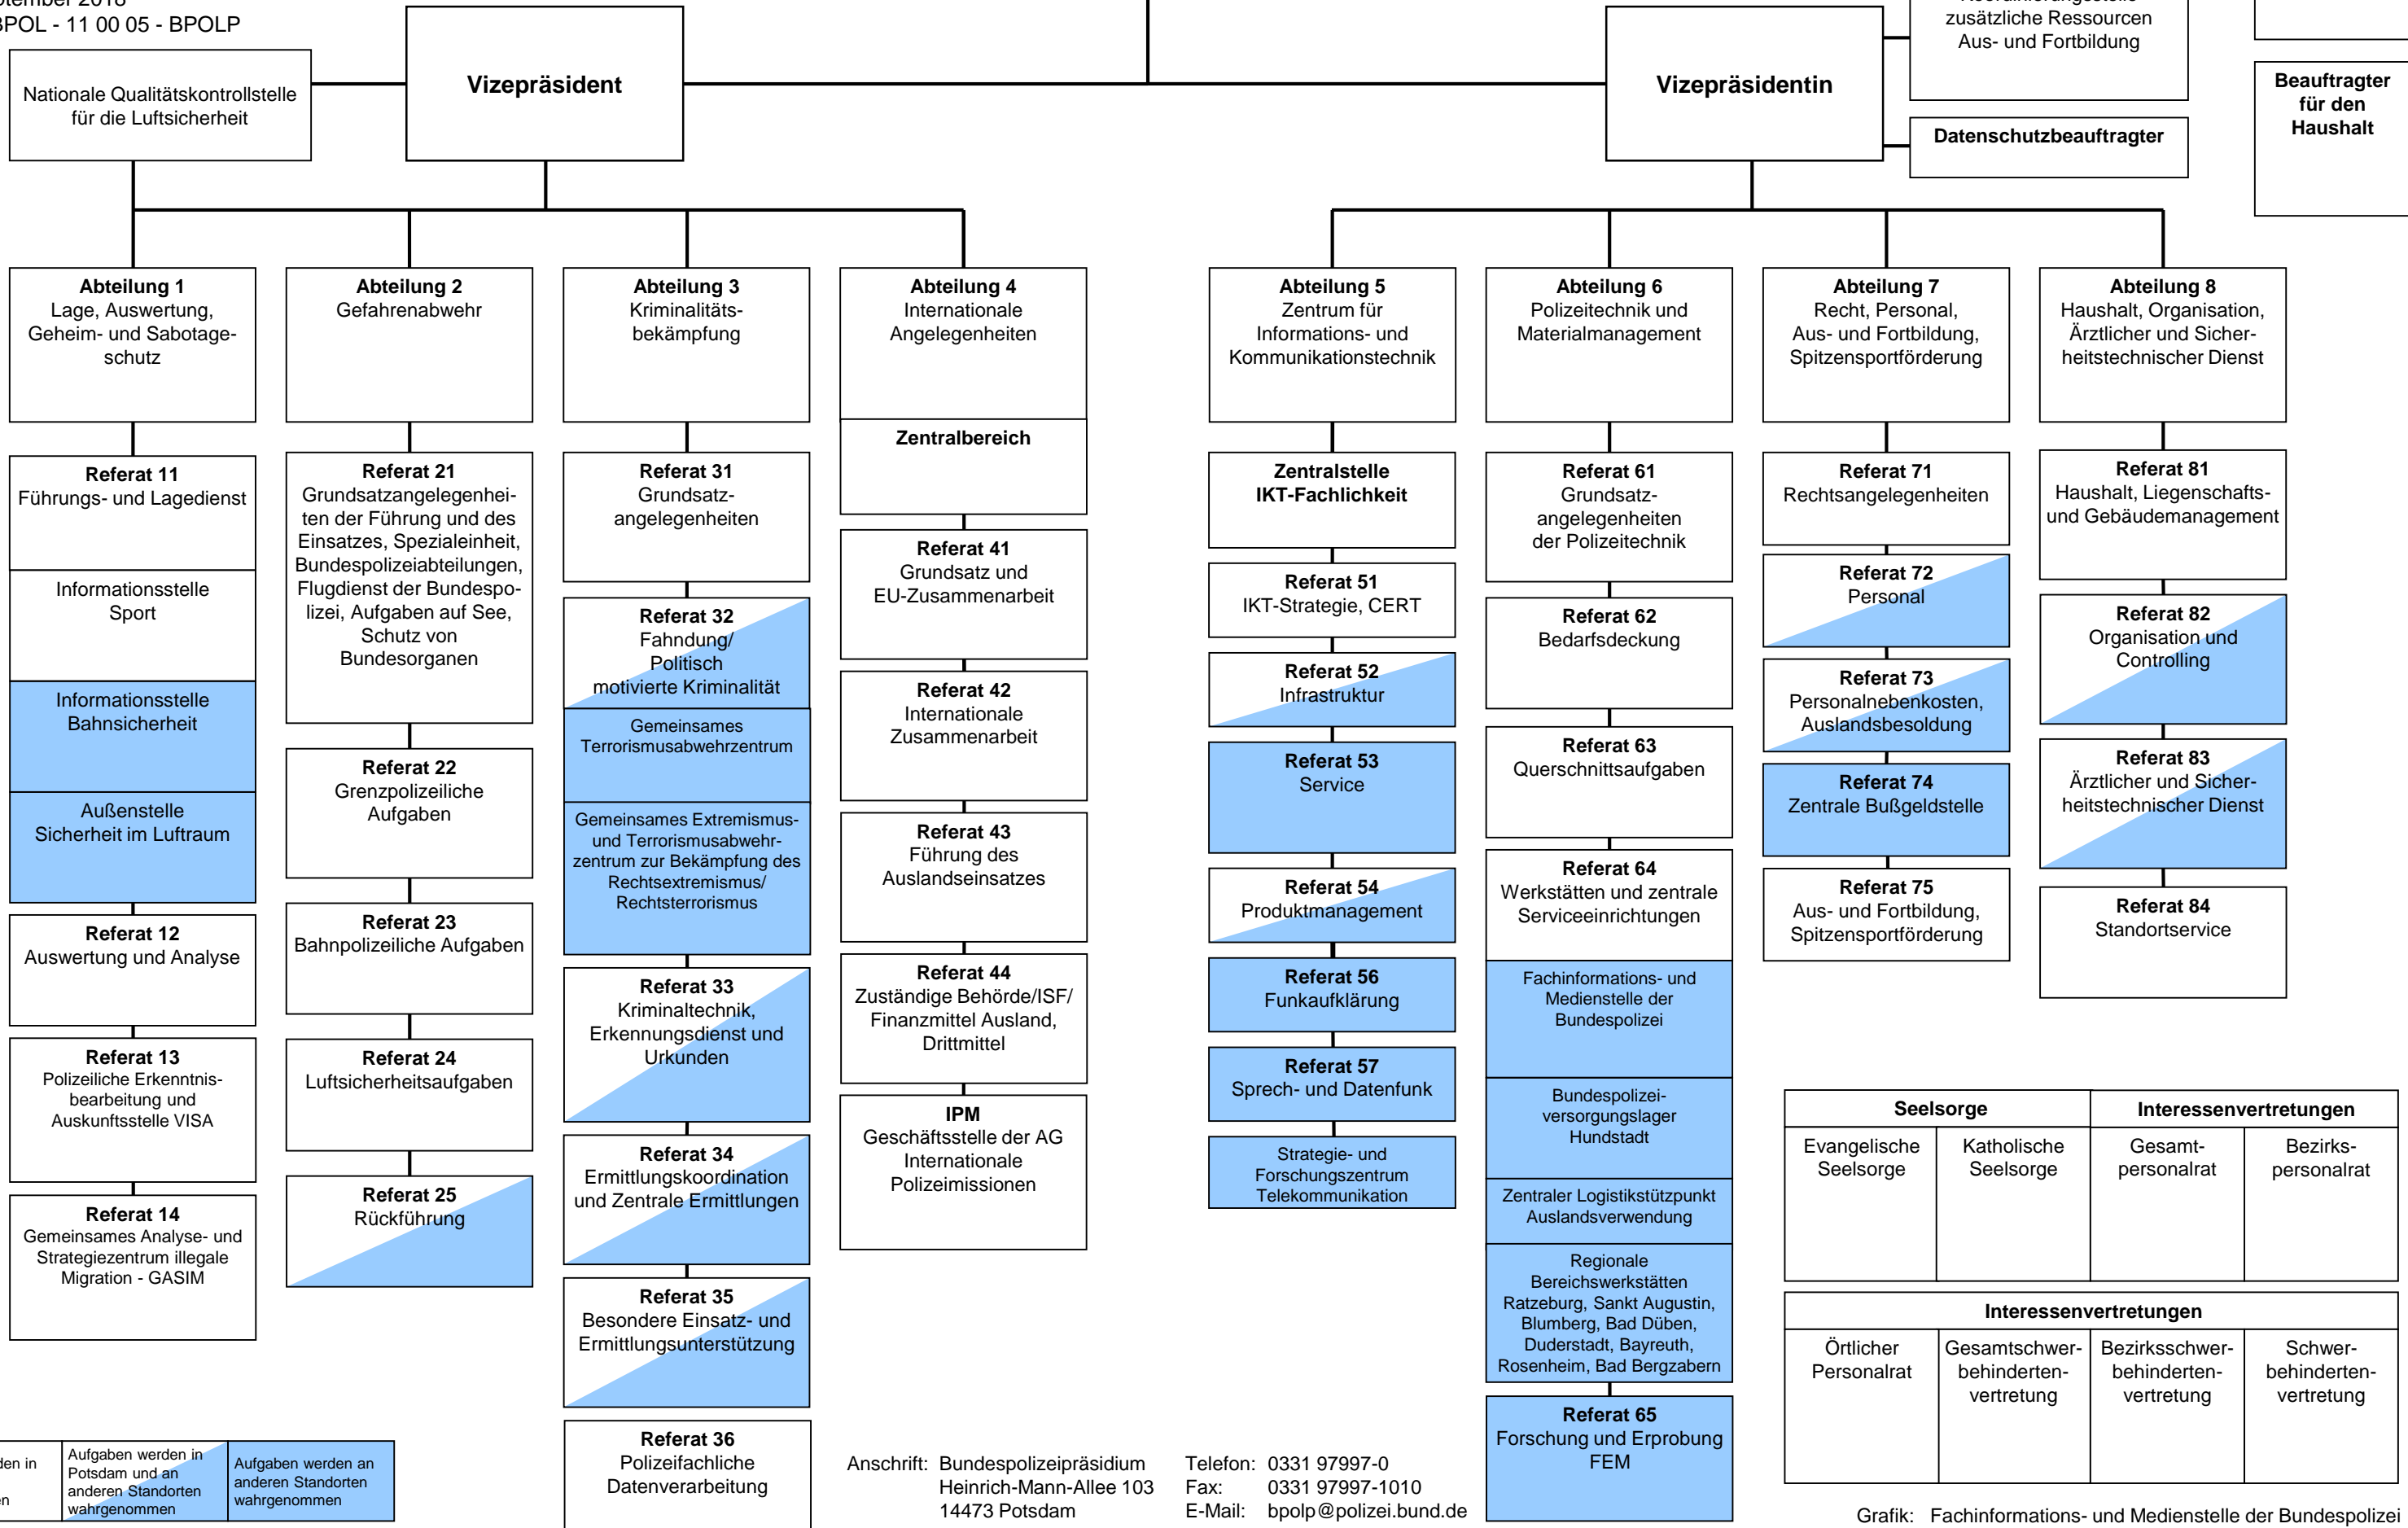 BPOL - 11 00 05 - BPOLP
Nationale Qualitätskontrollstelle
für die Luftsicherheit
Vizepräsident
Vizepräsidentin
zusätzliche Ressourcen
Aus- und Fortbildung
Datenschutzbeauftragter
Beauftragter
für den
Haushalt
Abteilung 1
Lage, Auswertung,
Geheim- und Sabotage-
schutz
Referat 11
Führungs- und Lagedienst
Informationsstelle
Sport
Informationsstelle
Bahnsicherheit
Außenstelle
Sicherheit im Luftraum
Referat 12
Auswertung und Analyse
Referat 13
Polizeiliche Erkenntnis-
bearbeitung und
Auskunftsstelle VISA
Referat 14
Gemeinsames Analyse- und
Strategiezentrum illegale
Migration - GASIM
Abteilung 2
Gefahrenabwehr
Referat 21
Grundsatzangelegenhei-
ten der Führung und des
Einsatzes, Spezialeinheit,
Bundespolizeiabteilungen,
Flugdienst der Bundespo-
lizei, Aufgaben auf See,
Schutz von
Bundesorganen
Referat 22
Grenzpolizeiliche
Aufgaben
Referat 23
Bahnpolizeiliche Aufgaben
Referat 24
Luftsicherheitsaufgaben
Referat 25
Rückführung
Abteilung 3
Kriminalitäts-
bekämpfung
Referat 31
Grundsatz-
angelegenheiten
Referat 32
Fahndung/
Politisch
motivierte Kriminalität
Gemeinsames
Terrorismusabwehrzentrum
Gemeinsames Extremismus-
und Terrorismusabwehr-
zentrum zur Bekämpfung des
Rechtsextremismus/
Rechtsterrorismus
Referat 33
Kriminaltechnik,
Erkennungsdienst und
Urkunden
Referat 34
Ermittlungskoordination
und Zentrale Ermittlungen
Referat 35
Besondere Einsatz- und
Ermittlungsunterstützung
Referat 36
Polizeifachliche
Datenverarbeitung
Abteilung 4
Internationale
Angelegenheiten
Zentralbereich
Referat 41
Grundsatz und
EU-Zusammenarbeit
Referat 42
Internationale
Zusammenarbeit
Referat 43
Führung des
Auslandseinsatzes
Referat 44
Zuständige Behörde/ISF/
Finanzmittel Ausland,
Drittmittel
IPM
Geschäftsstelle der AG
Internationale
Polizeimissionen
Abteilung 5
Zentrum für
Informations- und
Kommunikationstechnik
Zentralstelle
IKT-Fachlichkeit
Referat 51
IKT-Strategie, CERT
Referat 52
Infrastruktur
Referat 53
Service
Referat 54
Produktmanagement
Referat 56
Funkaufklärung
Referat 57
Sprech- und Datenfunk
Strategie- und
Forschungszentrum
Telekommunikation
Abteilung 6
Polizeitechnik und
Materialmanagement
Referat 61
Grundsatz-
angelegenheiten
der Polizeitechnik
Referat 62
Bedarfsdeckung
Referat 63
Querschnittsaufgaben
Referat 64
Werkstätten und zentrale
Serviceeinrichtungen
Fachinformations- und
Medienstelle der
Bundespolizei
Bundespolizei-
versorgungslager
Hundstadt
Zentraler Logistikstützpunkt
Auslandsverwendung
Regionale
Bereichswerkstätten
Ratzeburg, Sankt Augustin,
Blumberg, Bad Düben,
Duderstadt, Bayreuth,
Rosenheim, Bad Bergzabern
Referat 65
Forschung und Erprobung
FEM
Abteilung 7
Recht, Personal,
Aus- und Fortbildung,
Spitzensportförderung
Referat 71
Rechtsangelegenheiten
Referat 72
Personal
Referat 73
Personalnebenkosten,
Auslandsbesoldung
Referat 74
Zentrale Bußgeldstelle
Referat 75
Aus- und Fortbildung,
Spitzensportförderung
Abteilung 8
Haushalt, Organisation,
Ärztlicher und Sicher-
heitstechnischer Dienst
Referat 81
Haushalt, Liegenschafts-
und Gebäudemanagement
Referat 82
Organisation und
Controlling
Referat 83
Ärztlicher und Sicher-
heitstechnischer Dienst
Referat 84
Standortservice
Seelsorge
Interessenvertretungen
Evangelische
Seelsorge
Katholische
Seelsorge
Gesamt-
personalrat
Bezirks-
personalrat
Interessenvertretungen
Örtlicher
Personalrat
Gesamtschwer-
behinderten-
vertretung
Bezirksschwer-
behinderten-
vertretung
Schwer-
behinderten-
vertretung
in
Aufgaben werden in
Potsdam und an
anderen Standorten
wahrgenommen
Aufgaben werden an
anderen Standorten
wahrgenommen
Anschrift: Bundespolizeipräsidium
Heinrich-Mann-Allee 103
14473 Potsdam
Telefon: 0331 97997-0
Fax: 0331 97997-1010
E-Mail: bpolp@polizei.bund.de
Grafik: Fachinformations- und Medienstelle der Bundespolizei